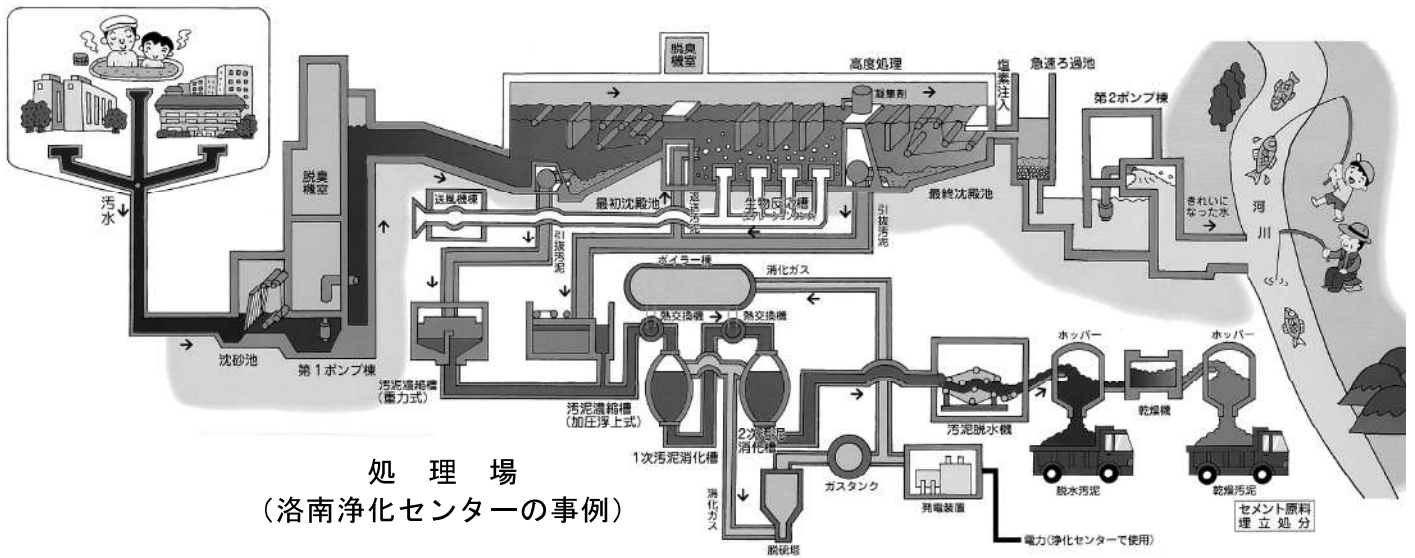 脱臭
機室
高度処理
塩素注入
急速ろ過池
凝集剤
第2ポンプ棟
脱臭
機室
汚水
送風機棟
最初沈殿池
返送汚泥
生物反応槽
最終沈殿池
きれいに
なった水
河川
引抜汚泥
引抜汚泥
ボイラー棟
消化ガス
熱交換機
熱交換機
沈砂池
第1ポンプ棟
汚泥濃縮槽
(重力式)
汚泥濃縮槽
(加圧浮上式)
1次汚泥消化槽
2次汚泥
消化槽
汚泥脱水機
ホッパー
乾燥機
ホッパー
脱水汚泥
乾燥汚泥
セメント原料
埋立処分
消化ガス
ガスタンク
発電装置
脱硫塔
電力(浄化センターで使用)
処理場
(洛南浄化センターの事例)